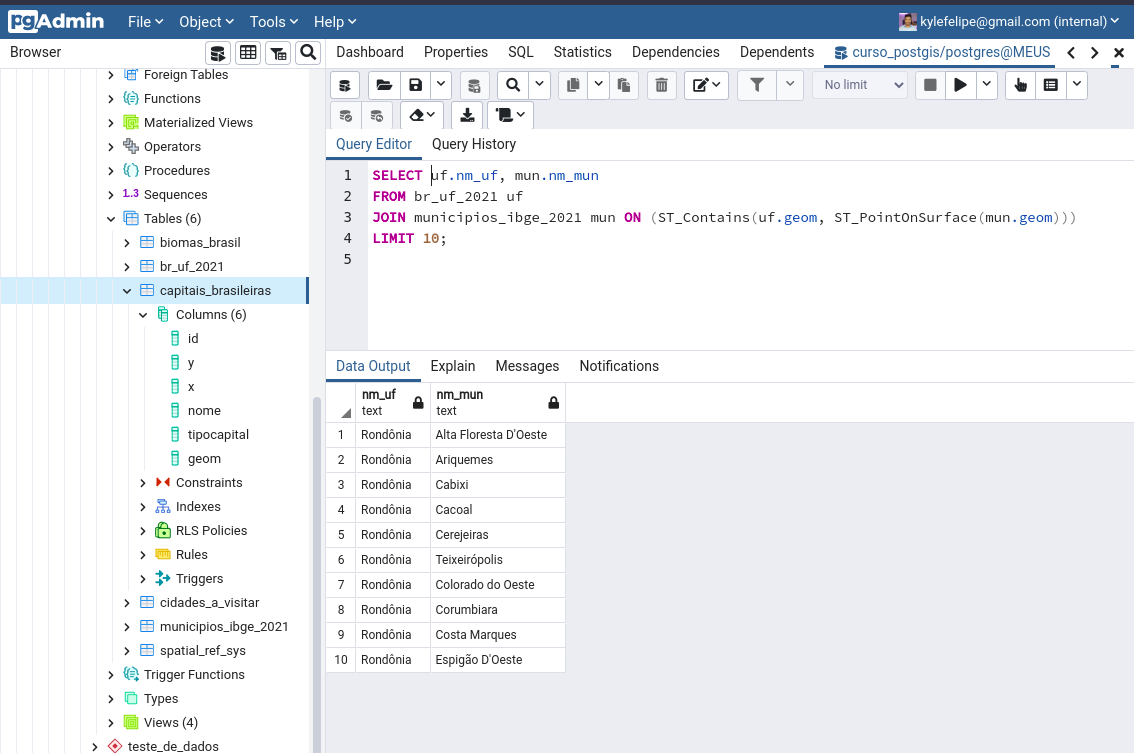 pgAdmin File Object Tools Help kylefelipe@gmail.com (internal)
Browser
Dashboard Properties SQL Statistics Dependencies Dependents curso_postgis/postgres@MEUS
Foreign Tables
Functions
Materialized Views
Operators
Procedures
1..3 Sequences
Tables (6)
biomas_brasil
br_uf_2021
capitais_brasileiras
Columns (6)
id
y
x
nome
tipocapital
geom
Constraints
Indexes
RLS Policies
Rules
Triggers
cidades_a_visitar
municipios_ibge_2021
spatial_ref_sys
Trigger Functions
Types
Views (4)
teste_de_dados
No limit
Query Editor Query History
1 SELECT uf.nm_uf, mun.nm_mun
2 FROM br_uf_2021 uf
3 JOIN municipios_ibge_2021 mun ON (ST_Contains(uf.geom, ST_PointOnSurface(mun.geom)))
4 LIMIT 10;
5
Data Output Explain Messages Notifications
nm_uf nm_mun
text text
1 Rondônia Alta Floresta D'Oeste
2 Rondônia Ariquemes
3 Rondônia Cabixi
4 Rondônia Cacoal
5 Rondônia Cerejeiras
6 Rondônia Teixeirópolis
7 Rondônia Colorado do Oeste
8 Rondônia Corumbiara
9 Rondônia Costa Marques
10 Rondônia Espigão D'Oeste